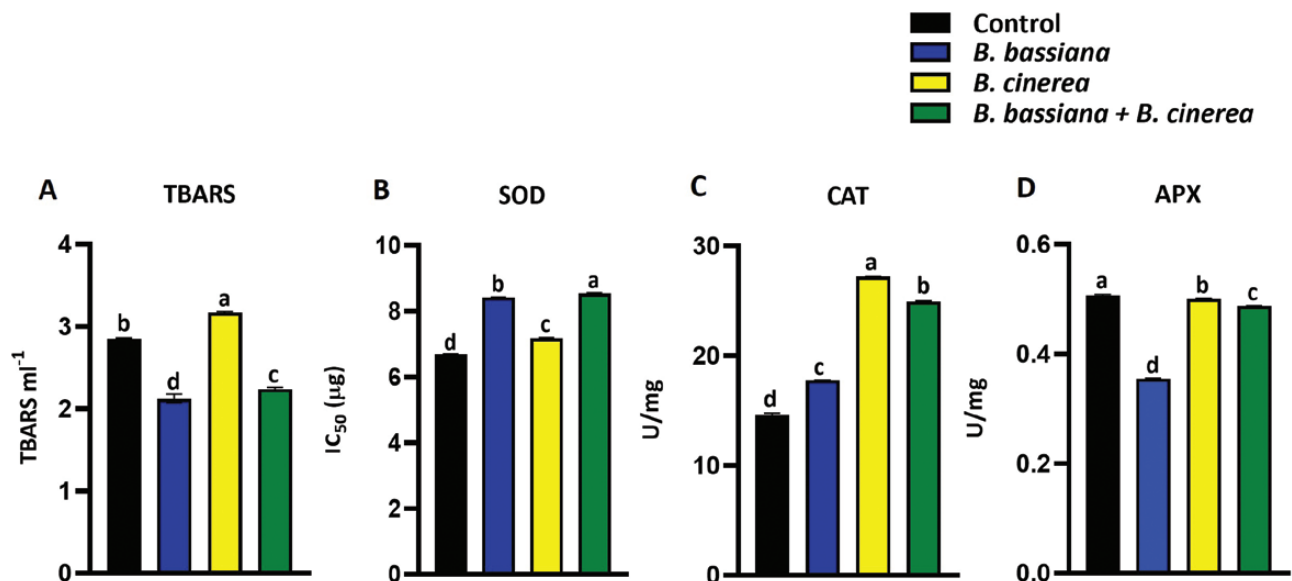 Control
B. bassiana
B. cinerea
B. bassiana + B. cinerea
A TBARS
TBARS ml⁻¹
4
3
2
1
0
b
d
a
c
B SOD
IC₅₀ (µg)
10
8
6
4
2
0
d
b
c
a
C CAT
U/mg
30
20
10
0
d
c
a
b
D APX
U/mg
0.6
0.4
0.2
0.0
a
d
b
c